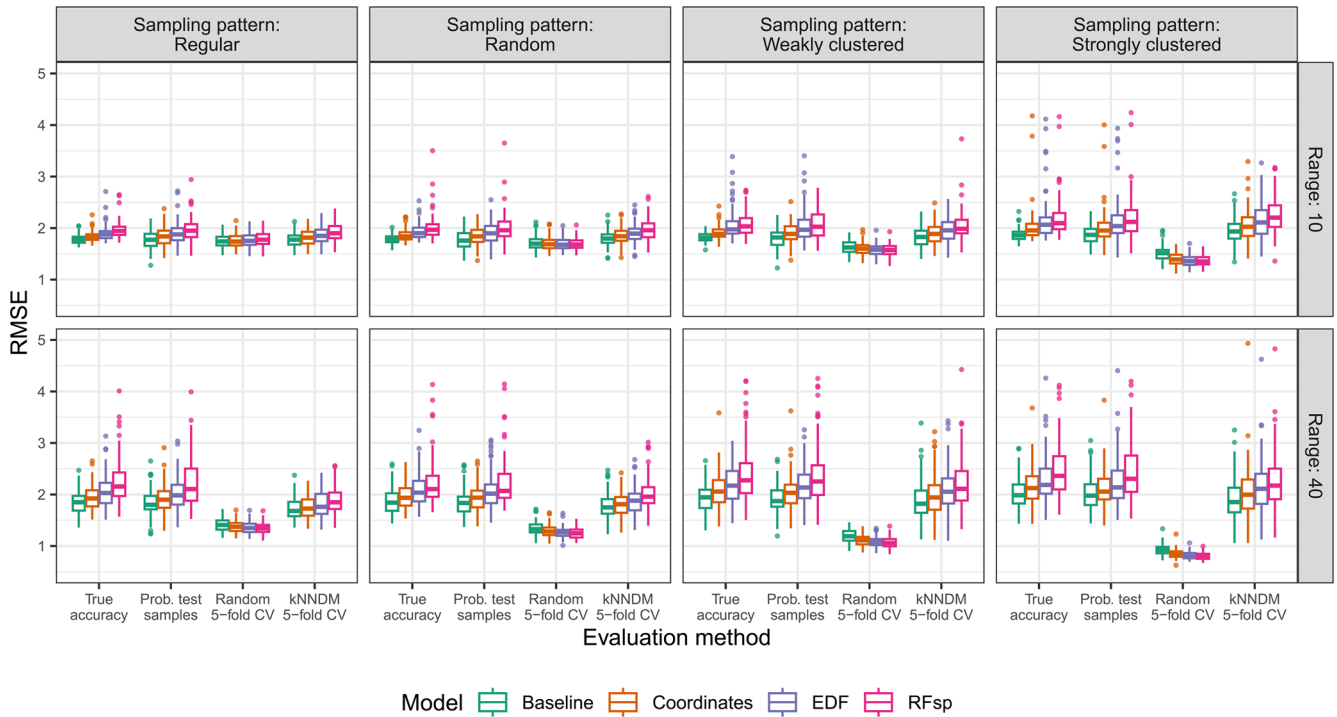 Sampling pattern:
Regular
Sampling pattern:
Random
Sampling pattern:
Weakly clustered
Sampling pattern:
Strongly clustered
5
4
3
2
1
Range: 10
RMSE
5
4
3
2
1
Range: 40
True
accuracy
Prob. test
samples
Random
5−fold CV
kNNDM
5−fold CV
True
accuracy
Prob. test
samples
Random
5−fold CV
kNNDM
5−fold CV
True
accuracy
Prob. test
samples
Random
5−fold CV
kNNDM
5−fold CV
True
accuracy
Prob. test
samples
Random
5−fold CV
kNNDM
5−fold CV
Evaluation method
Model Baseline Coordinates EDF RFsp